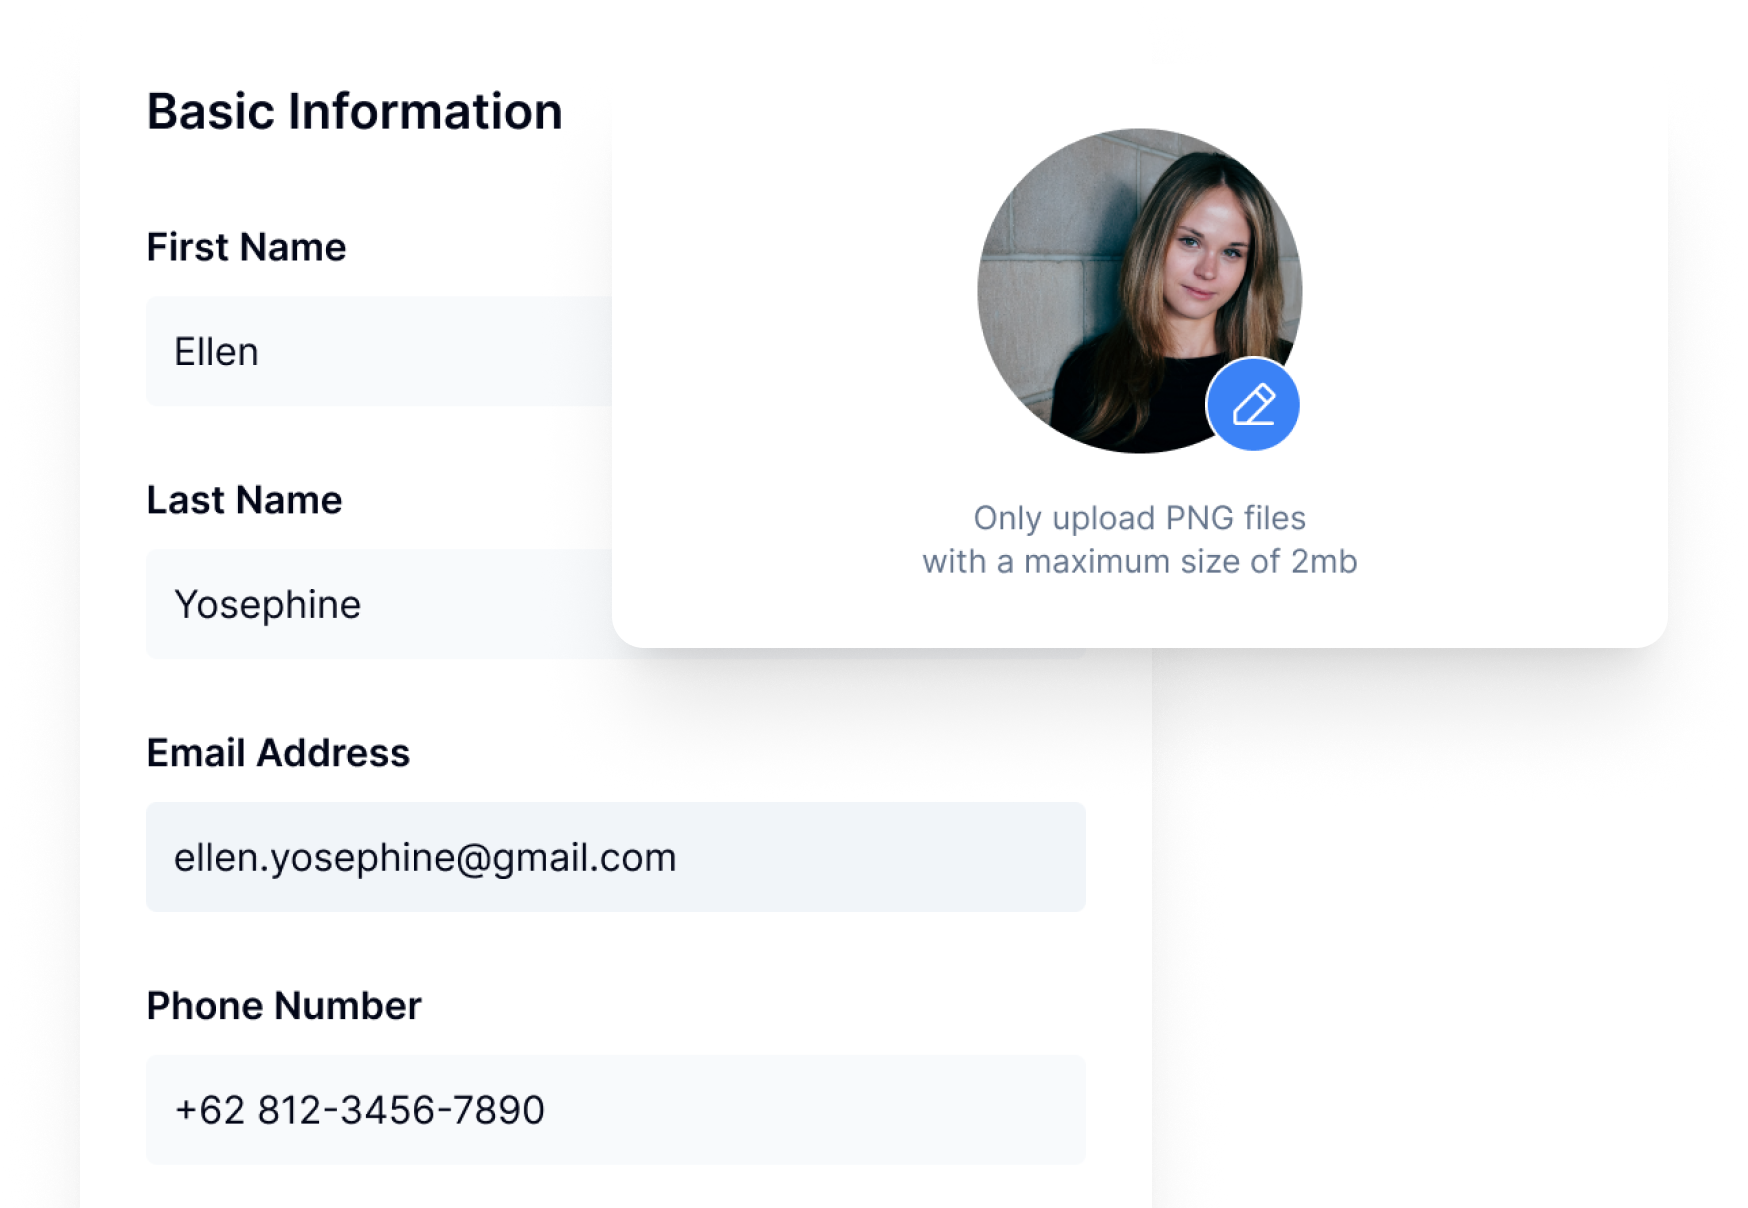 Basic Information
First Name
Ellen
Last Name
Yosephine
Email Address
ellen.yosephine@gmail.com
Phone Number
+62 812-3456-7890
Only upload PNG files
with a maximum size of 2mb